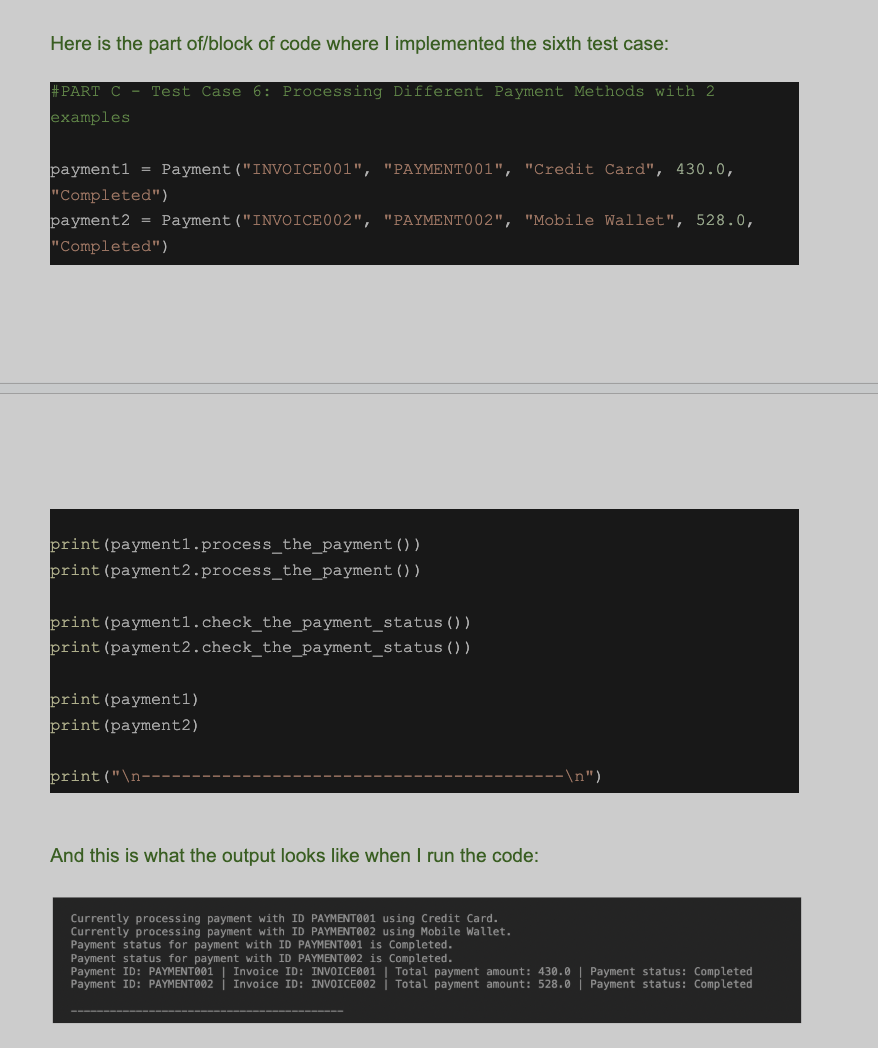 Here is the part of/block of code where I implemented the sixth test case:
#PART C - Test Case 6: Processing Different Payment Methods with 2
examples
payment1 = Payment("INVOICE001", "PAYMENT001", "Credit Card", 430.0,
"Completed")
payment2 = Payment("INVOICE002", "PAYMENT002", "Mobile Wallet", 528.0,
"Completed")
print(payment1.process_the_payment())
print(payment2.process_the_payment())
print(payment1.check_the_payment_status())
print(payment2.check_the_payment_status())
print(payment1)
print(payment2)
print("\n------------------------------------------\n")
And this is what the output looks like when I run the code:
Currently processing payment with ID PAYMENT001 using Credit Card.
Currently processing payment with ID PAYMENT002 using Mobile Wallet.
Payment status for payment with ID PAYMENT001 is Completed.
Payment status for payment with ID PAYMENT002 is Completed.
Payment ID: PAYMENT001 | Invoice ID: INVOICE001 | Total payment amount: 430.0 | Payment status: Completed
Payment ID: PAYMENT002 | Invoice ID: INVOICE002 | Total payment amount: 528.0 | Payment status: Completed
------------------------------------------